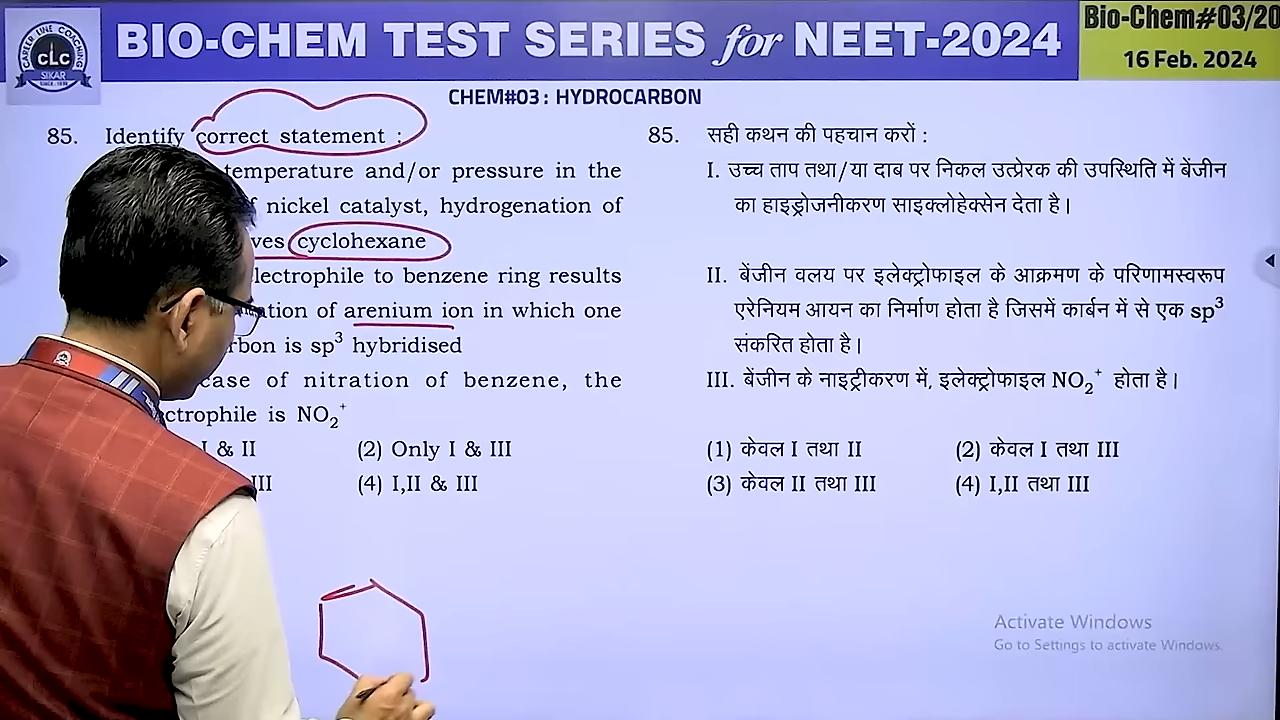 BIO-CHEM TEST SERIES for NEET-2024
Bio-Chem#03/20
16 Feb. 2024
CAREER LINE COACHING
CLC
SIKAR
CHEM#03 : HYDROCARBON
85. Identify correct statement :
temperature and/or pressure in the
nickel catalyst, hydrogenation of
cyclohexane
to benzene ring results
of arenium ion in which one
is sp³ hybridised
case of nitration of benzene, the
is NO₂⁺
I & II
(2) Only I & III
III
(4) I,II & III
85. सही कथन की पहचान करों :
I. उच्च ताप तथा/या दाब पर निकल उत्प्रेरक की उपस्थिति में बेंजीन
का हाइड्रोजनीकरण साइक्लोहेक्सेन देता है।
II. बेंजीन वलय पर इलेक्ट्रोफाइल के आक्रमण के परिणामस्वरूप
एरेनियम आयन का निर्माण होता है जिसमें कार्बन में से एक sp³
संकरित होता है।
III. बेंजीन के नाइट्रीकरण में, इलेक्ट्रोफाइल NO₂⁺ होता है।
(1) केवल I तथा II
(2) केवल I तथा III
(3) केवल II तथा III
(4) I,II तथा III
Activate Windows
Go to Settings to activate Windows.